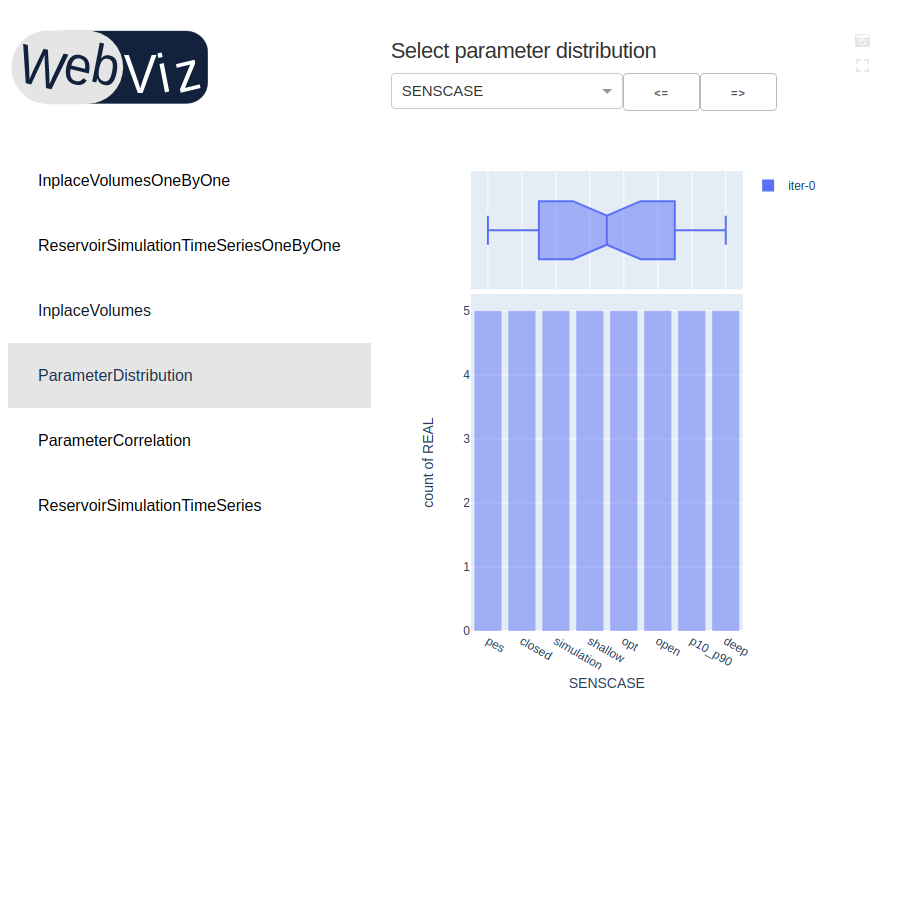 WebViz
Select parameter distribution
SENSCASE
<=
=>
InplaceVolumesOneByOne
ReservoirSimulationTimeSeriesOneByOne
InplaceVolumes
ParameterDistribution
ParameterCorrelation
ReservoirSimulationTimeSeries
iter-0
5
4
3
2
1
0
count of REAL
pes
closed
simulation
shallow
opt
open
p10_p90
deep
SENSCASE